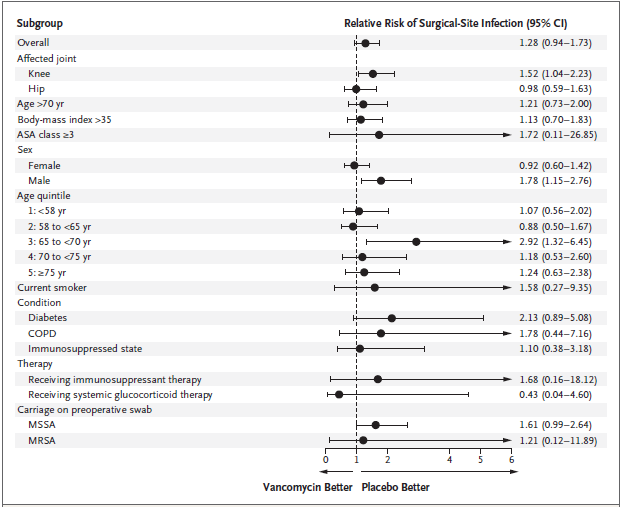 Subgroup Relative Risk of Surgical-Site Infection (95% CI)
Overall 1.28 (0.94–1.73)
Affected joint
Knee 1.52 (1.04–2.23)
Hip 0.98 (0.59–1.63)
Age >70 yr 1.21 (0.73–2.00)
Body-mass index >35 1.13 (0.70–1.83)
ASA class ≥3 1.72 (0.11–26.85)
Sex
Female 0.92 (0.60–1.42)
Male 1.78 (1.15–2.76)
Age quintile
1: <58 yr 1.07 (0.56–2.02)
2: 58 to <65 yr 0.88 (0.50–1.67)
3: 65 to <70 yr 2.92 (1.32–6.45)
4: 70 to <75 yr 1.18 (0.53–2.60)
5: ≥75 yr 1.24 (0.63–2.38)
Current smoker 1.58 (0.27–9.35)
Condition
Diabetes 2.13 (0.89–5.08)
COPD 1.78 (0.44–7.16)
Immunosuppressed state 1.10 (0.38–3.18)
Therapy
Receiving immunosuppressant therapy 1.68 (0.16–18.12)
Receiving systemic glucocorticoid therapy 0.43 (0.04–4.60)
Carriage on preoperative swab
MSSA 1.61 (0.99–2.64)
MRSA 1.21 (0.12–11.89)
0 1 2 4 5 6
Vancomycin Better Placebo Better